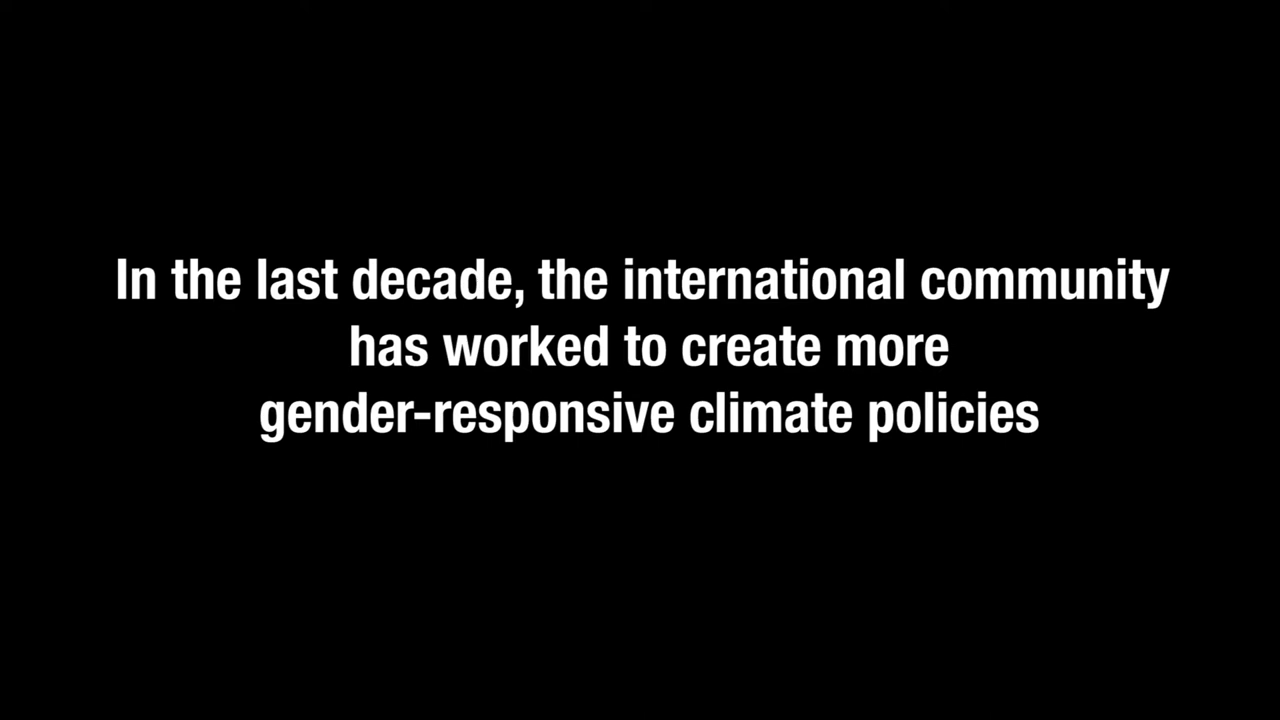 In the last decade, the international community
has worked to create more
gender-responsive climate policies